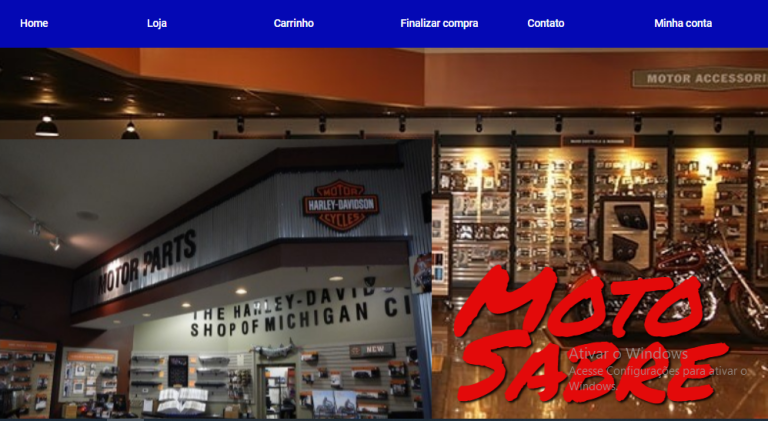 Home Loja Carrinho Finalizar compra Contato Minha conta
MOTOR ACCESSORI
MOTOR
HARLEY-DAVIDSON
CYCLES
MOTOR PARTS
THE HARLEY-DAVIDS
SHOP OF MICHIGAN CI
NEW
MOTO
SABRE
Ativar o Windows
Acesse Configurações para ativar o
Windows.